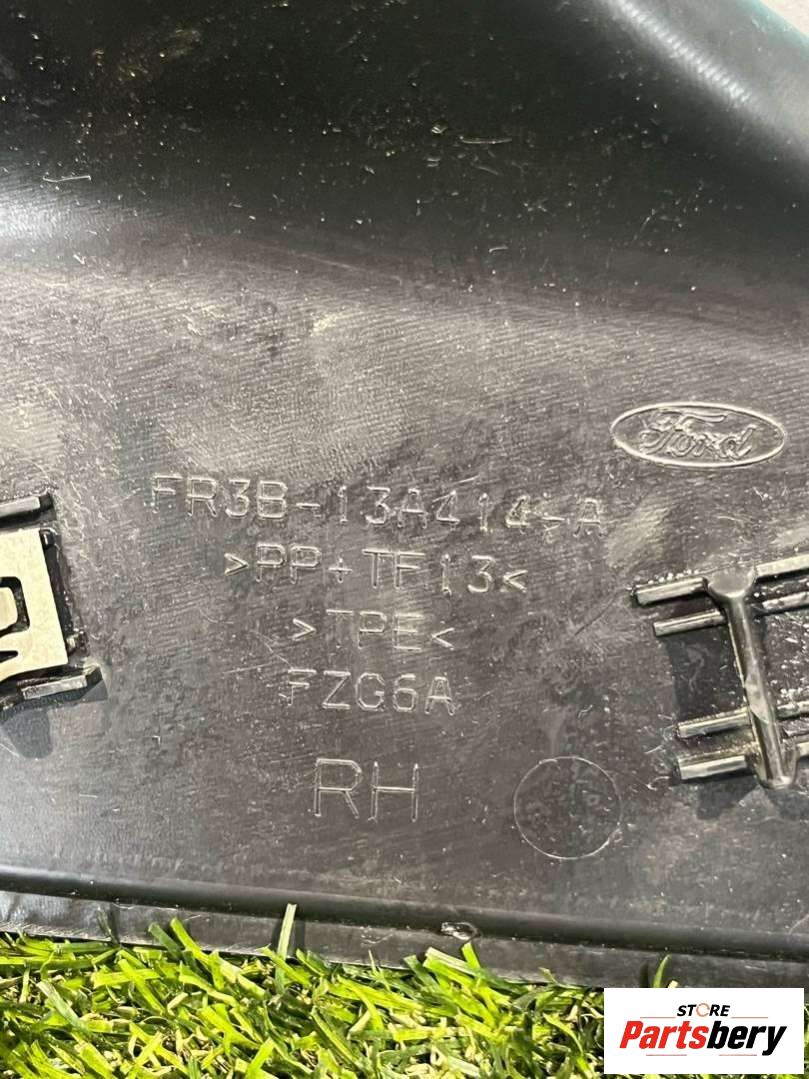 Ford
FR3B-13A414-A
>PP+TF13<
>TPE<
FZG6A
RH
STORE
Partsbery